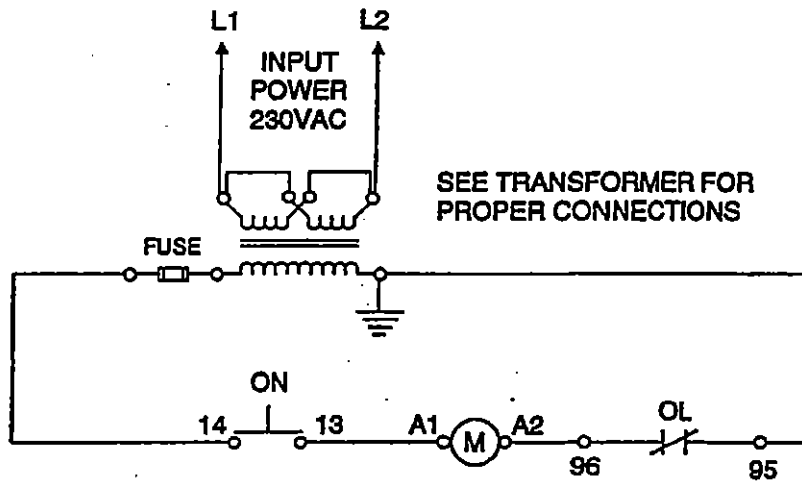 L1 L2
INPUT
POWER
230VAC
SEE TRANSFORMER FOR
PROPER CONNECTIONS
FUSE
ON
14 13 A1 M A2 OL
96 95